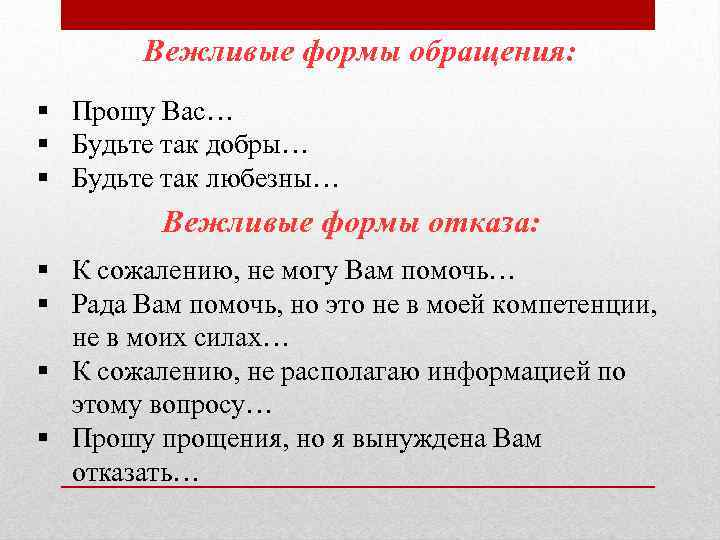 Вежливые формы обращения:
▪ Прошу Вас…
▪ Будьте так добры…
▪ Будьте так любезны…
Вежливые формы отказа:
▪ К сожалению, не могу Вам помочь…
▪ Рада Вам помочь, но это не в моей компетенции,
не в моих силах…
▪ К сожалению, не располагаю информацией по
этому вопросу…
▪ Прошу прощения, но я вынуждена Вам
отказать…